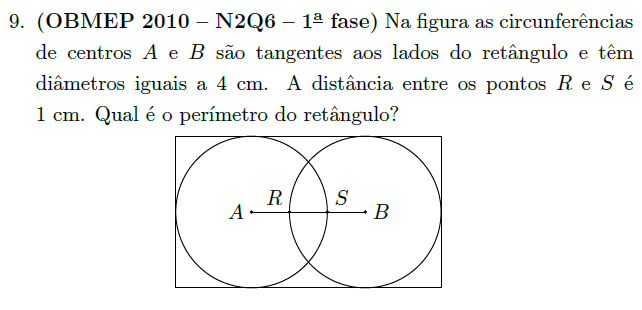 9. (OBMEP 2010 – N2Q6 – 1ª fase) Na figura as circunferências
de centros A e B são tangentes aos lados do retângulo e têm
diâmetros iguais a 4 cm. A distância entre os pontos R e S é
1 cm. Qual é o perímetro do retângulo?
R S
A B